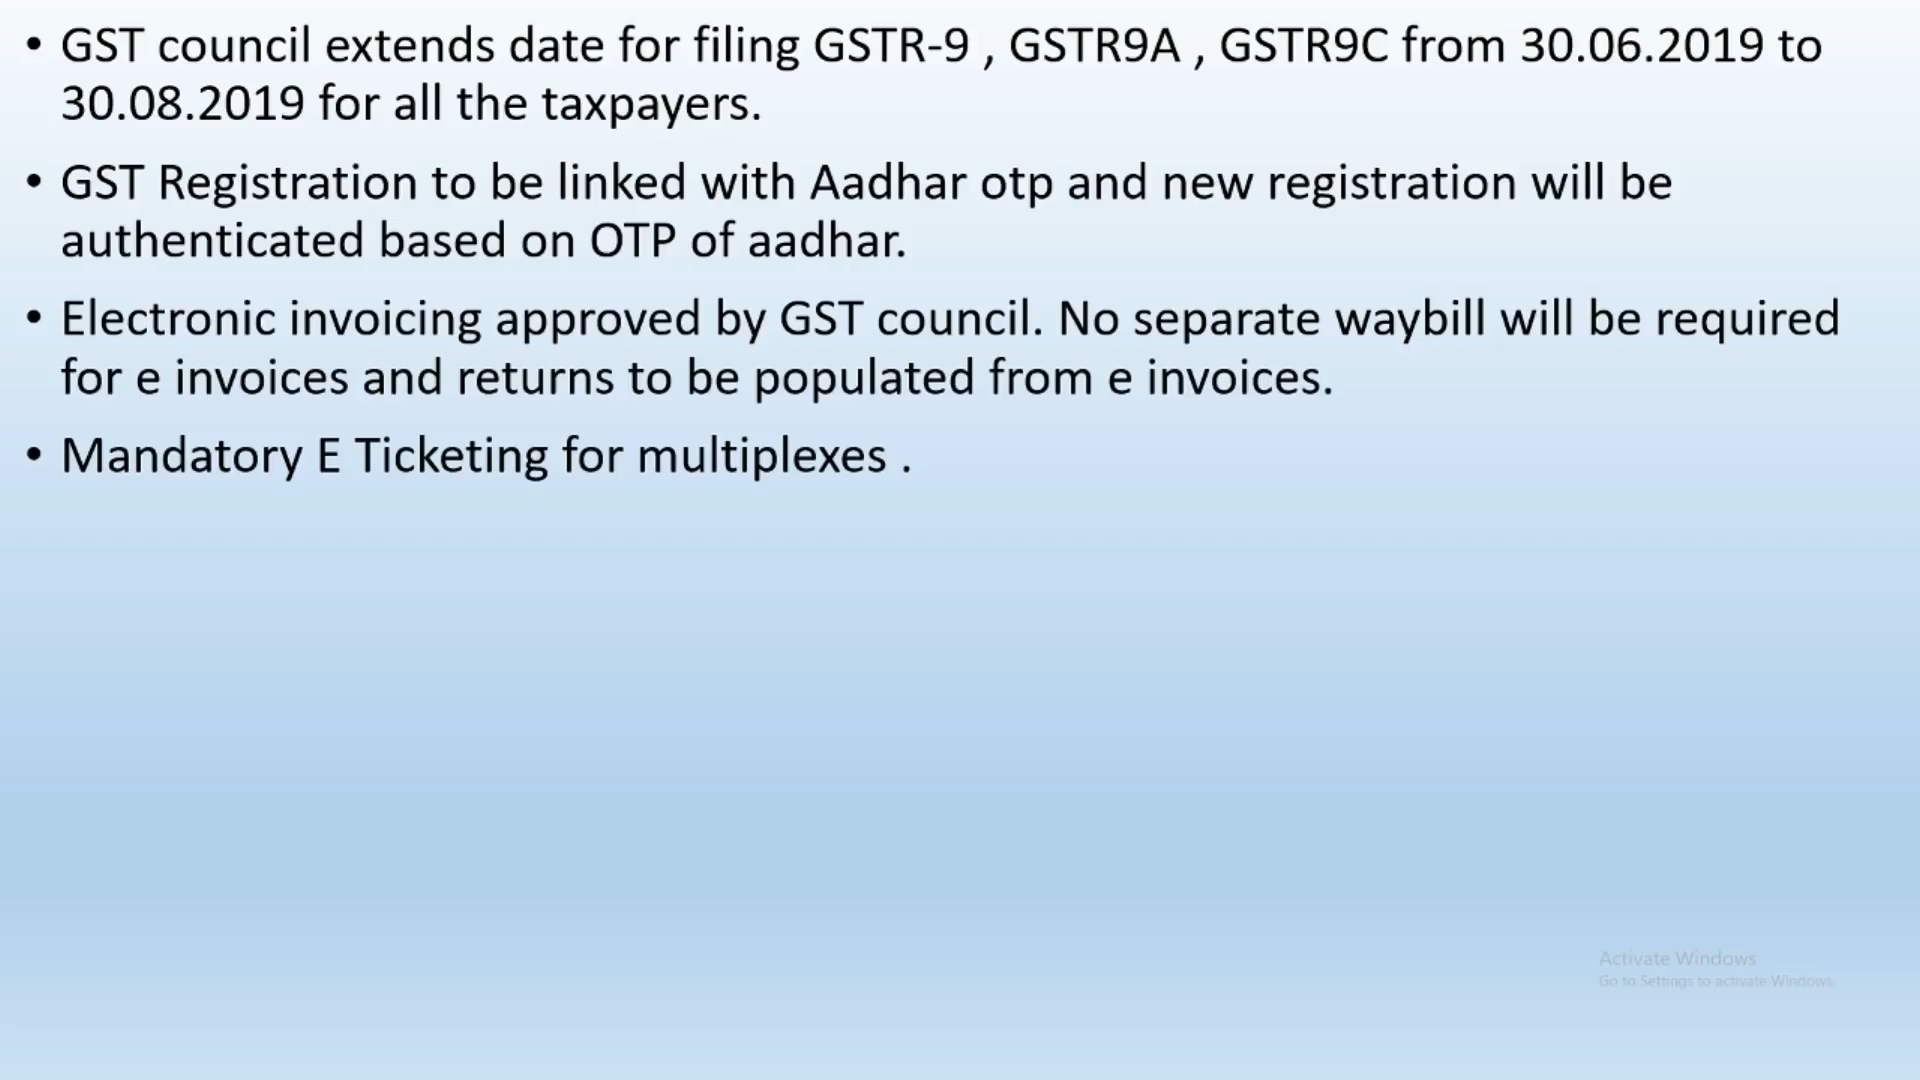 • GST council extends date for filing GSTR-9 , GSTR9A , GSTR9C from 30.06.2019 to
30.08.2019 for all the taxpayers.
• GST Registration to be linked with Aadhar otp and new registration will be
authenticated based on OTP of aadhar.
• Electronic invoicing approved by GST council. No separate waybill will be required
for e invoices and returns to be populated from e invoices.
• Mandatory E Ticketing for multiplexes .
Activate Windows
Go to Settings to activate Windows.